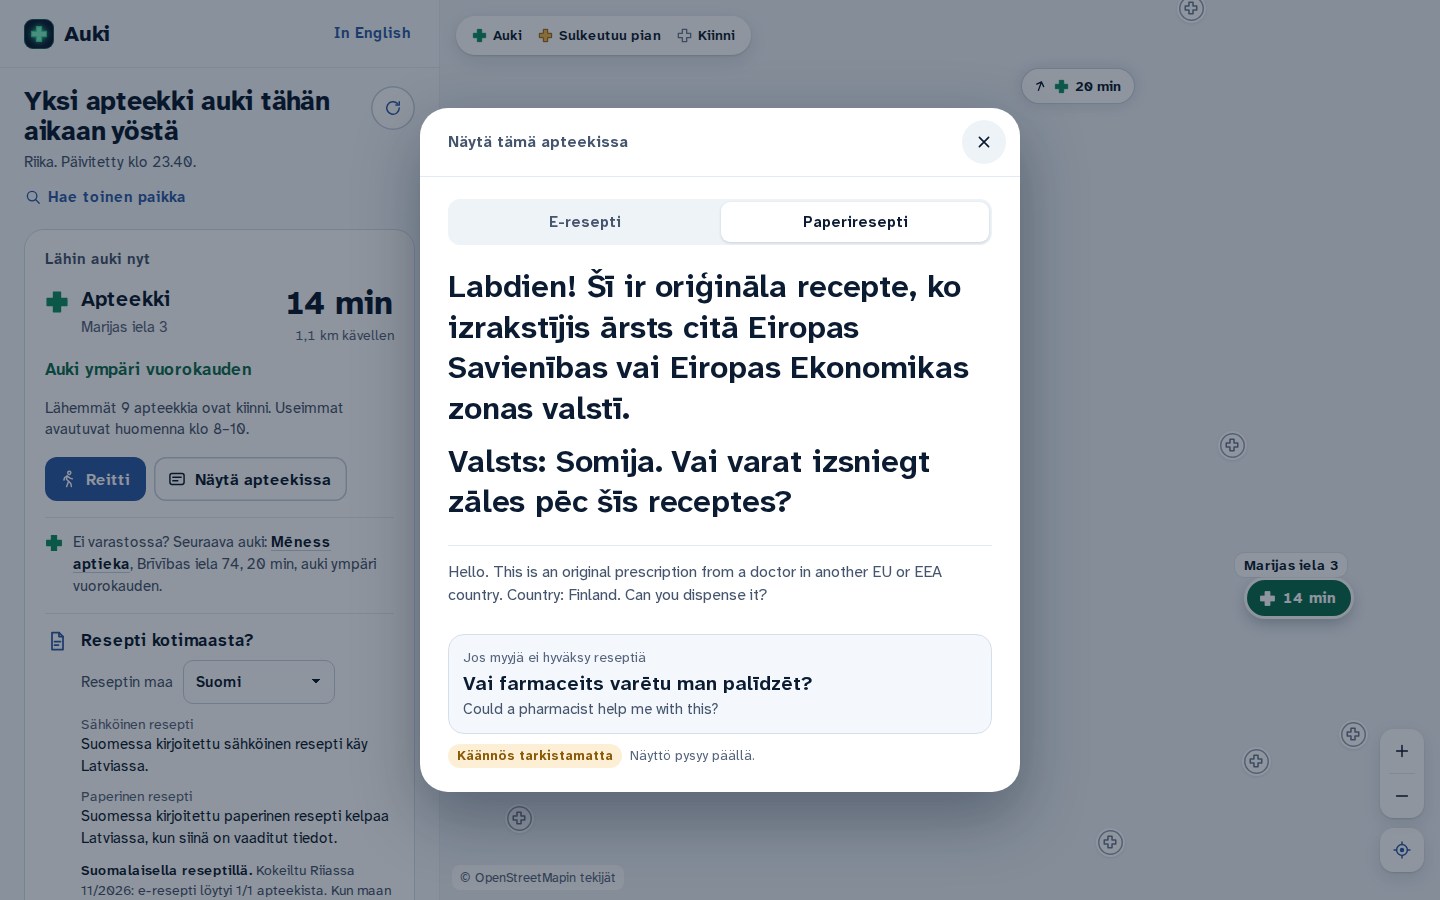 Auki
In English
Yksi apteekki auki tähän
aikaan yöstä
Riika. Päivitetty klo 23.40.
Hae toinen paikka
Lähin auki nyt
Apteekki
14 min
Marijas iela 3
1,1 km kävellen
Auki ympäri vuorokauden
Lähemmät 9 apteekkia ovat kiinni. Useimmat
avautuvat huomenna klo 8–10.
Reitti
Näytä apteekissa
Ei varastossa? Seuraava auki: Mēness
aptieka, Brīvības iela 74, 20 min, auki ympäri
vuorokauden.
Resepti kotimaasta?
Reseptin maa
Suomi
Sähköinen resepti
Suomessa kirjoitettu sähköinen resepti käy
Latviassa.
Paperinen resepti
Suomessa kirjoitettu paperinen resepti kelpaa
Latviassa, kun siinä on vaaditut tiedot.
Suomalaisella reseptillä. Kokeiltu Riiassa
11/2026: e-resepti löytyi 1/1 apteekista. Kun maan
Auki
Sulkeutuu pian
Kiinni
20 min
Näytä tämä apteekissa
E-resepti
Paperiresepti
Labdien! Šī ir oriģināla recepte, ko
izrakstījis ārsts citā Eiropas
Savienības vai Eiropas Ekonomikas
zonas valstī.
Valsts: Somija. Vai varat izsniegt
zāles pēc šīs receptes?
Hello. This is an original prescription from a doctor in another EU or EEA
country. Country: Finland. Can you dispense it?
Jos myyjä ei hyväksy reseptiä
Vai farmaceits varētu man palīdzēt?
Could a pharmacist help me with this?
Käännös tarkistamatta
Näyttö pysyy päällä.
Marijas iela 3
14 min
© OpenStreetMapin tekijät